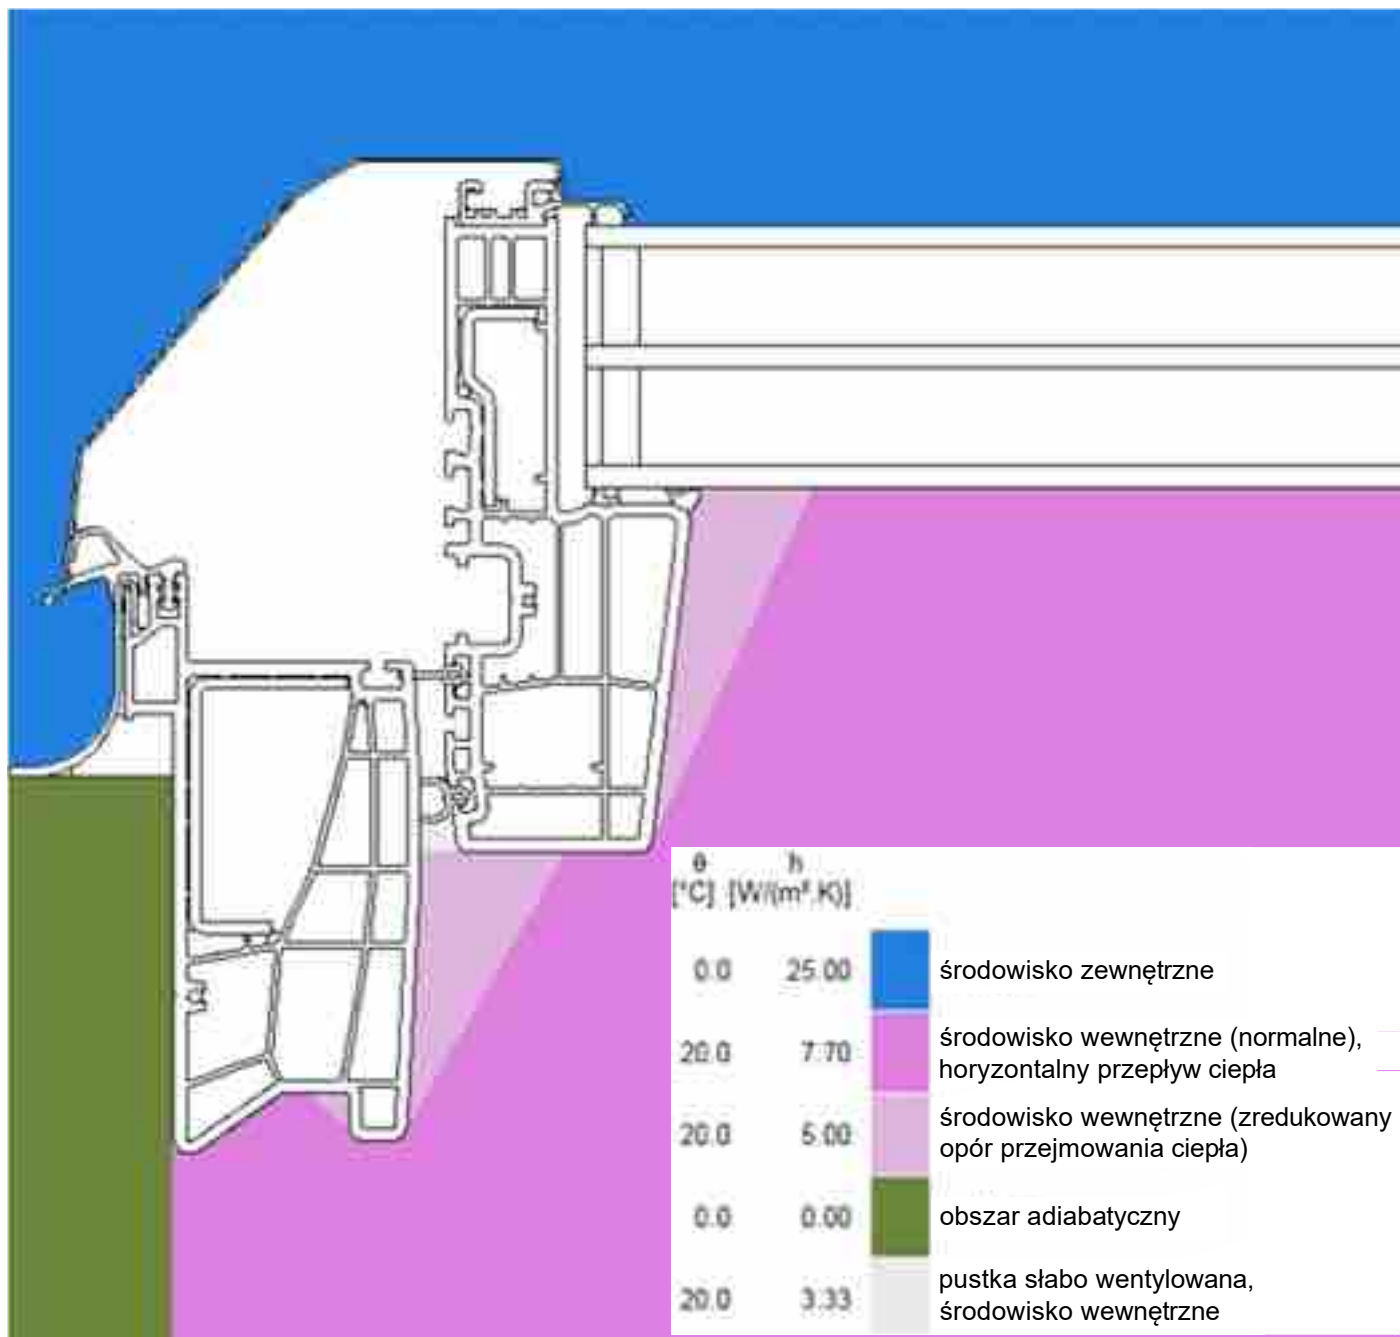 θ h
[°C] [W/(m².K)]
0.0 25.00 środowisko zewnętrzne
20.0 7.70 środowisko wewnętrzne (normalne),
horyzontalny przepływ ciepła
20.0 5.00 środowisko wewnętrzne (zredukowany
opór przejmowania ciepła)
0.0 0.00 obszar adiabatyczny
20.0 3.33 pustka słabo wentylowana,
środowisko wewnętrzne